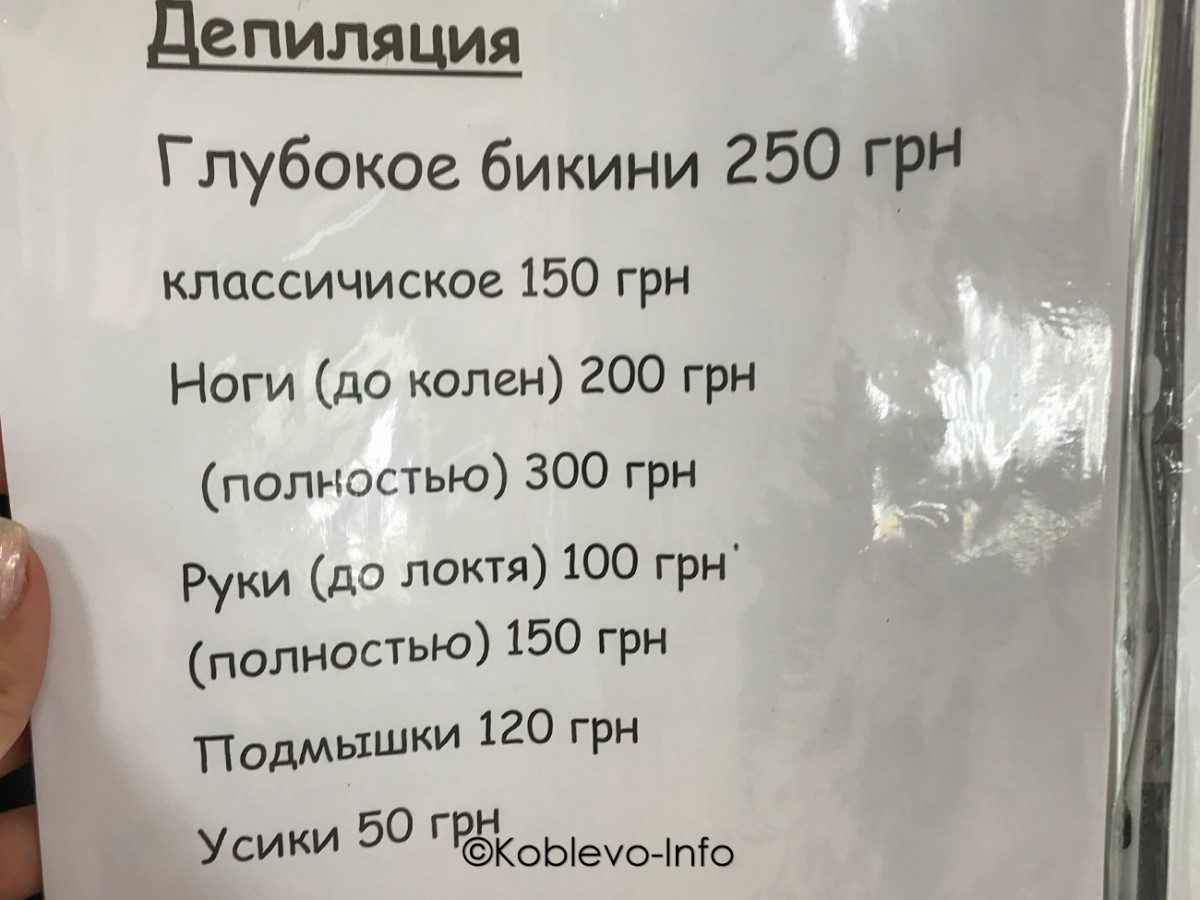 Депиляция
Глубокое бикини 250 грн
классичиское 150 грн
Ноги (до колен) 200 грн
(полностью) 300 грн
Руки (до локтя) 100 грн
(полностью) 150 грн
Подмышки 120 грн
Усики 50 грн
©Koblevo-Info